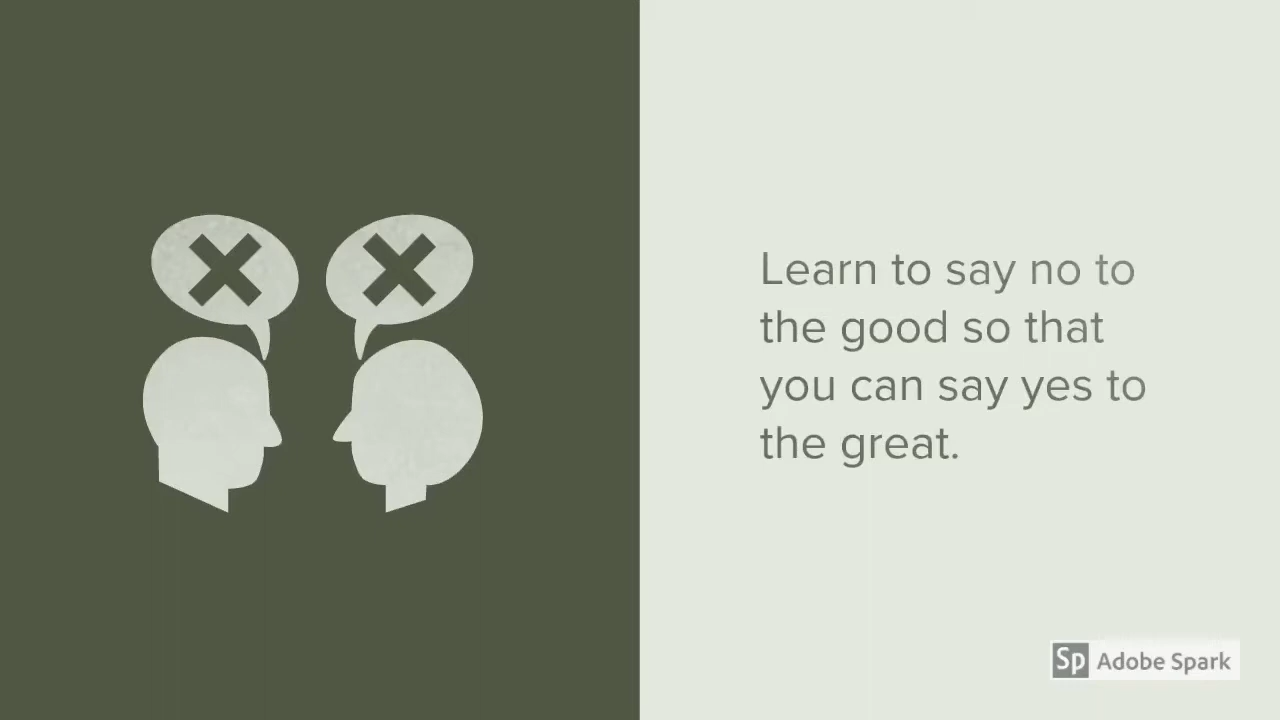 Learn to say no to
the good so that
you can say yes to
the great.
Sp Adobe Spark